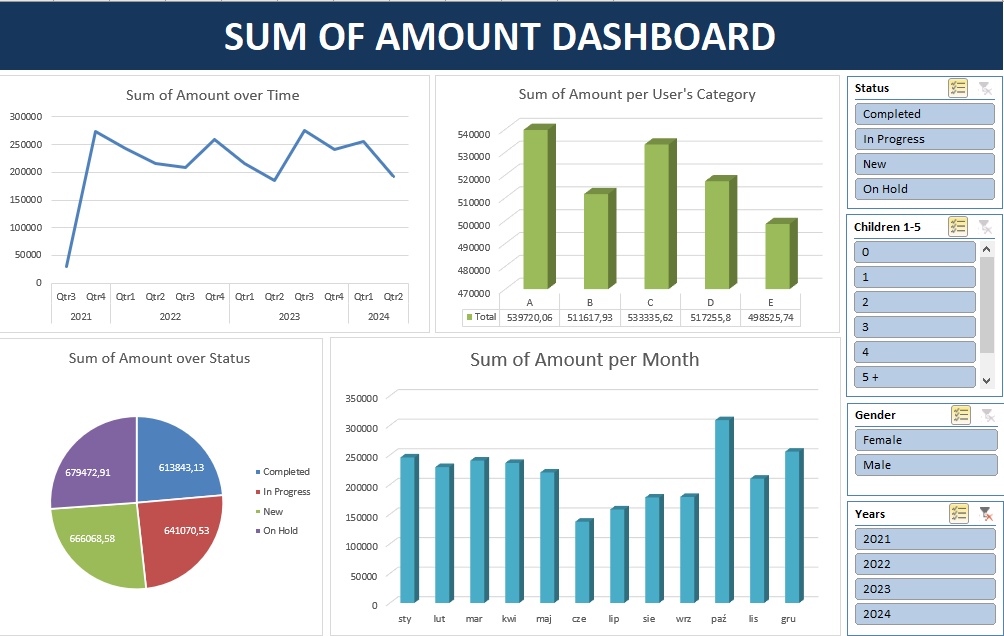 SUM OF AMOUNT DASHBOARD
Sum of Amount over Time
300000
250000
200000
150000
100000
50000
0
Qtr3 Qtr4 Qtr1 Qtr2 Qtr3 Qtr4 Qtr1 Qtr2 Qtr3 Qtr4 Qtr1 Qtr2
2021 2022 2023 2024
Sum of Amount per User's Category
540000
530000
520000
510000
500000
490000
480000
470000
A B C D E
Total 539720,06 511617,93 533335,62 517255,8 498525,74
Sum of Amount over Status
679472,91
613843,13
666068,58
641070,53
Completed
In Progress
New
On Hold
Sum of Amount per Month
350000
300000
250000
200000
150000
100000
50000
0
sty lut mar kwi maj cze lip sie wrz paź lis gru
Status
Completed
In Progress
New
On Hold
Children 1-5
0
1
2
3
4
5 +
Gender
Female
Male
Years
2021
2022
2023
2024